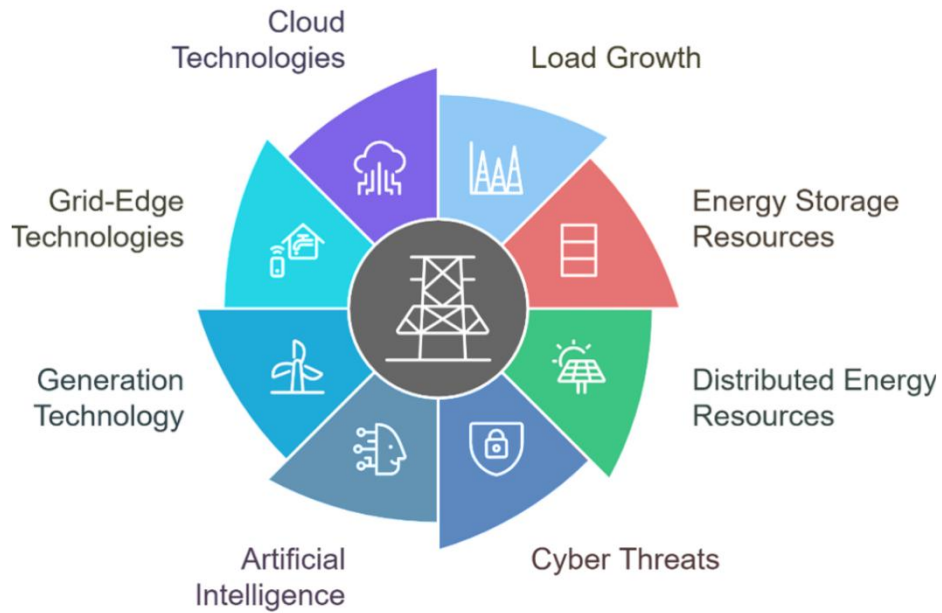 Cloud
Technologies
Load Growth
Grid-Edge
Technologies
Energy Storage
Resources
Generation
Technology
Distributed Energy
Resources
Artificial
Intelligence
Cyber Threats